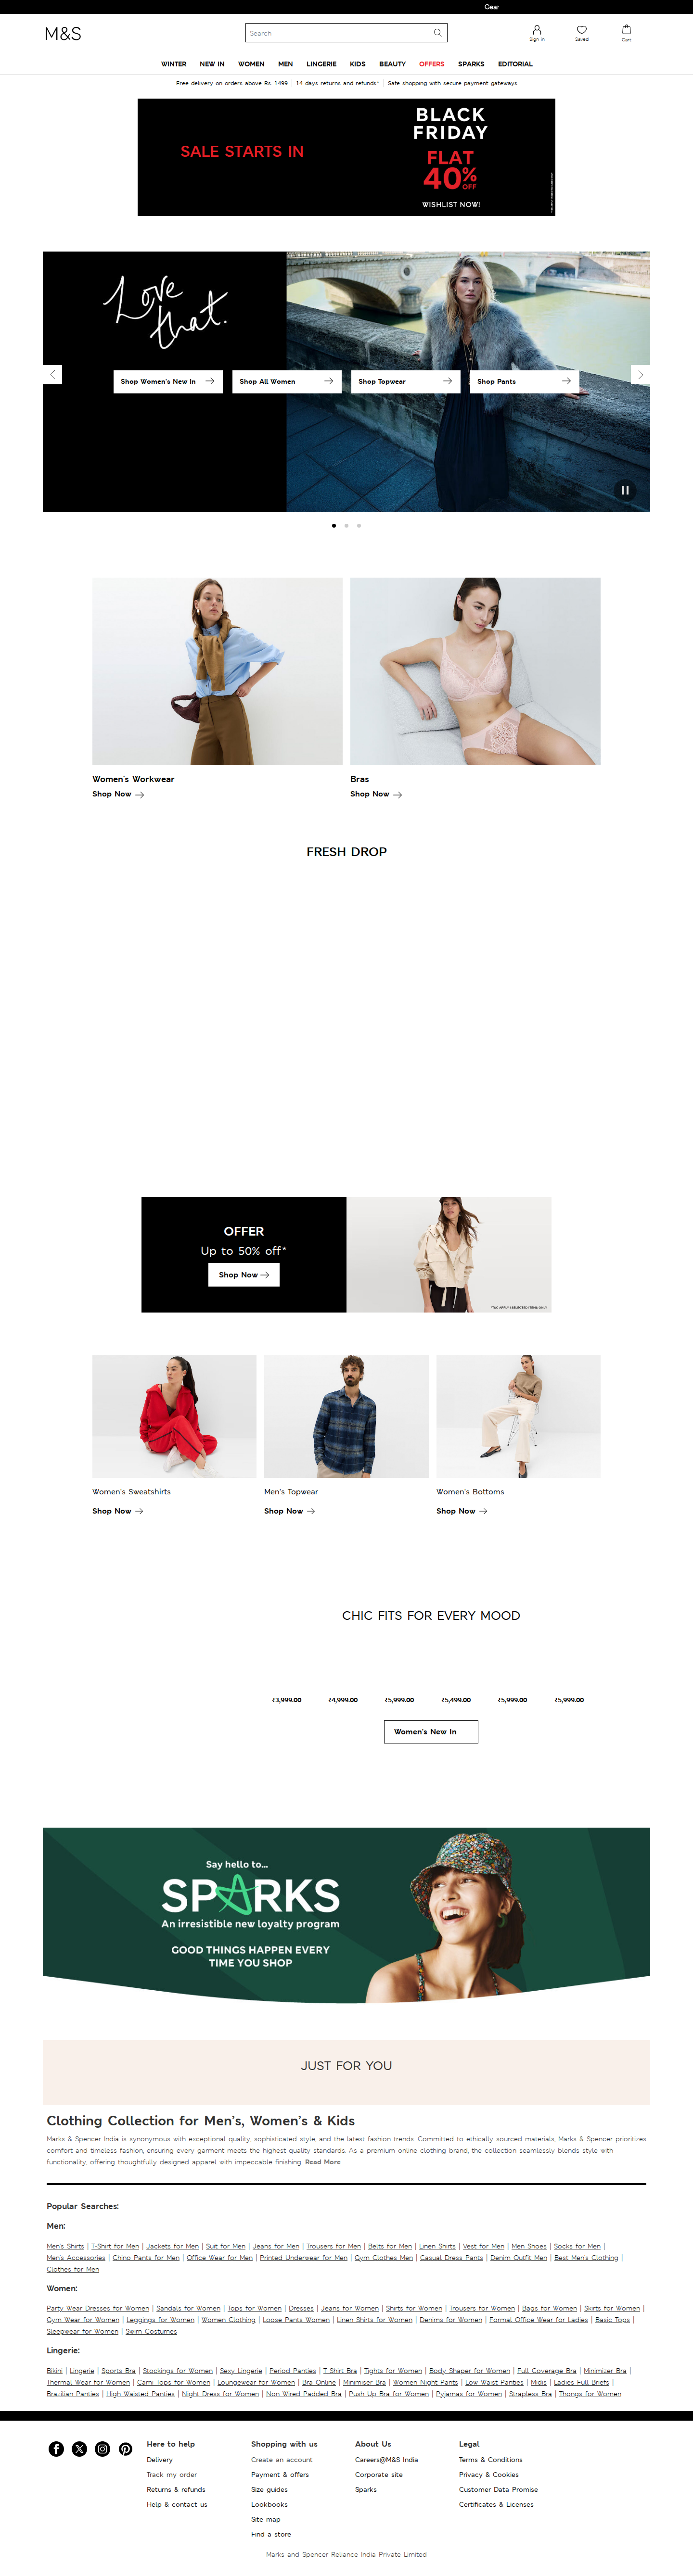 Gear
M&S
Search
Sign in
Saved
Cart
WINTER NEW IN WOMEN MEN LINGERIE KIDS BEAUTY OFFERS SPARKS EDITORIAL
Free delivery on orders above Rs. 1499 | 14 days returns and refunds* | Safe shopping with secure payment gateways
SALE STARTS IN
BLACK
FRIDAY
FLAT
40% OFF
WISHLIST NOW!
Love
that.
Shop Women's New In
Shop All Women
Shop Topwear
Shop Pants
Women's Workwear
Shop Now
Bras
Shop Now
FRESH DROP
OFFER
Up to 50% off*
Shop Now
*T&C APPLY | SELECTED ITEMS ONLY
Women's Sweatshirts
Shop Now
Men's Topwear
Shop Now
Women's Bottoms
Shop Now
CHIC FITS FOR EVERY MOOD
₹3,999.00 ₹4,999.00 ₹5,999.00 ₹5,499.00 ₹5,999.00 ₹5,999.00
Women's New In
Say hello to...
SPARKS
An irresistible new loyalty program
GOOD THINGS HAPPEN EVERY
TIME YOU SHOP
JUST FOR YOU
Clothing Collection for Men's, Women's & Kids
Marks & Spencer India is synonymous with exceptional quality, sophisticated style, and the latest fashion trends. Committed to ethically sourced materials, Marks & Spencer prioritizes
comfort and timeless fashion, ensuring every garment meets the highest quality standards. As a premium online clothing brand, the collection seamlessly blends style with
functionality, offering thoughtfully designed apparel with impeccable finishing. Read More
Popular Searches:
Men:
Men's Shirts | T-Shirt for Men | Jackets for Men | Suit for Men | Jeans for Men | Trousers for Men | Belts for Men | Linen Shirts | Vest for Men | Men Shoes | Socks for Men |
Men's Accessories | Chino Pants for Men | Office Wear for Men | Printed Underwear for Men | Gym Clothes Men | Casual Dress Pants | Denim Outfit Men | Best Men's Clothing |
Clothes for Men
Women:
Party Wear Dresses for Women | Sandals for Women | Tops for Women | Dresses | Jeans for Women | Shirts for Women | Trousers for Women | Bags for Women | Skirts for Women |
Gym Wear for Women | Leggings for Women | Women Clothing | Loose Pants Women | Linen Shirts for Women | Denims for Women | Formal Office Wear for Ladies | Basic Tops |
Sleepwear for Women | Swim Costumes
Lingerie:
Bikini | Lingerie | Sports Bra | Stockings for Women | Sexy Lingerie | Period Panties | T Shirt Bra | Tights for Women | Body Shaper for Women | Full Coverage Bra | Minimizer Bra |
Thermal Wear for Women | Cami Tops for Women | Loungewear for Women | Bra Online | Minimiser Bra | Women Night Pants | Low Waist Panties | Midis | Ladies Full Briefs |
Brazilian Panties | High Waisted Panties | Night Dress for Women | Non Wired Padded Bra | Push Up Bra for Women | Pyjamas for Women | Strapless Bra | Thongs for Women
Here to help
Delivery
Track my order
Returns & refunds
Help & contact us
Shopping with us
Create an account
Payment & offers
Size guides
Lookbooks
Site map
Find a store
About Us
Careers@M&S India
Corporate site
Sparks
Legal
Terms & Conditions
Privacy & Cookies
Customer Data Promise
Certificates & Licenses
Marks and Spencer Reliance India Private Limited